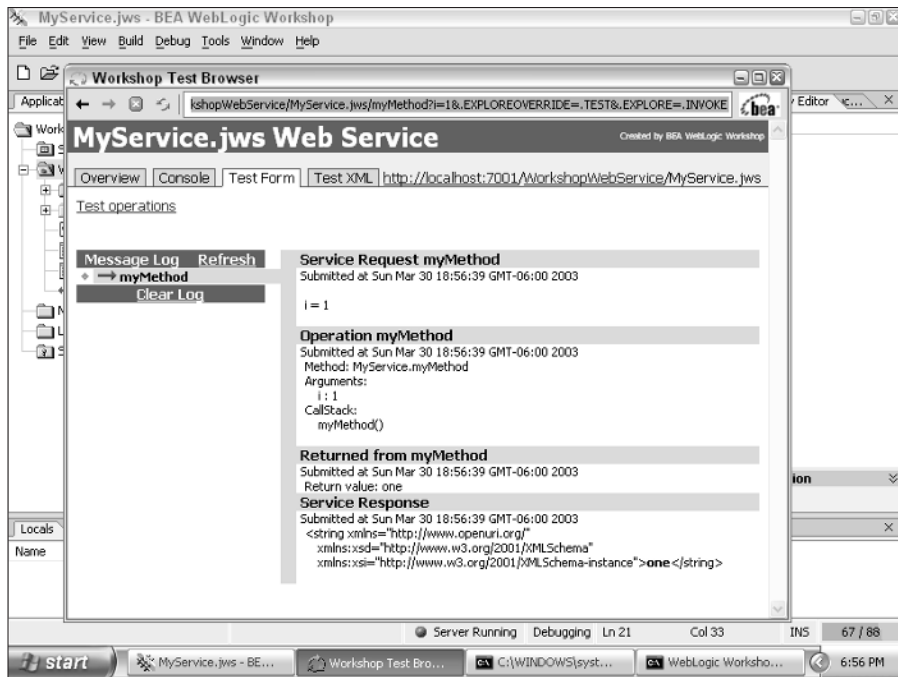 MyService.jws - BEA WebLogic Workshop
File Edit View Build Debug Tools Window Help
Workshop Test Browser
Applicat
Editor
kshopWebService/MyService.jws/myMethod?i=1&.EXPLOREOVERRIDE=.TEST&.EXPLORE=.INVOKE
bea
Work
MyService.jws Web Service
Created by BEA WebLogic Workshop
Overview Console Test Form Test XML http://localhost:7001/WorkshopWebService/MyService.jws
Test operations
Message Log Refresh
myMethod
Clear Log
Service Request myMethod
Submitted at Sun Mar 30 18:56:39 GMT-06:00 2003
i = 1
Operation myMethod
Submitted at Sun Mar 30 18:56:39 GMT-06:00 2003
Method: MyService.myMethod
Arguments:
i : 1
CallStack:
myMethod()
Returned from myMethod
Submitted at Sun Mar 30 18:56:39 GMT-06:00 2003
Return value: one
Service Response
Submitted at Sun Mar 30 18:56:39 GMT-06:00 2003
<string xmlns="http://www.openuri.org/"
xmlns:xsd="http://www.w3.org/2001/XMLSchema"
xmlns:xsi="http://www.w3.org/2001/XMLSchema-instance">one</string>
ion
Locals
Name
Server Running Debugging Ln 21 Col 33 INS 67 / 88
start MyService.jws - BE... Workshop Test Bro... C:\WINDOWS\syst... WebLogic Worksho... 6:56 PM